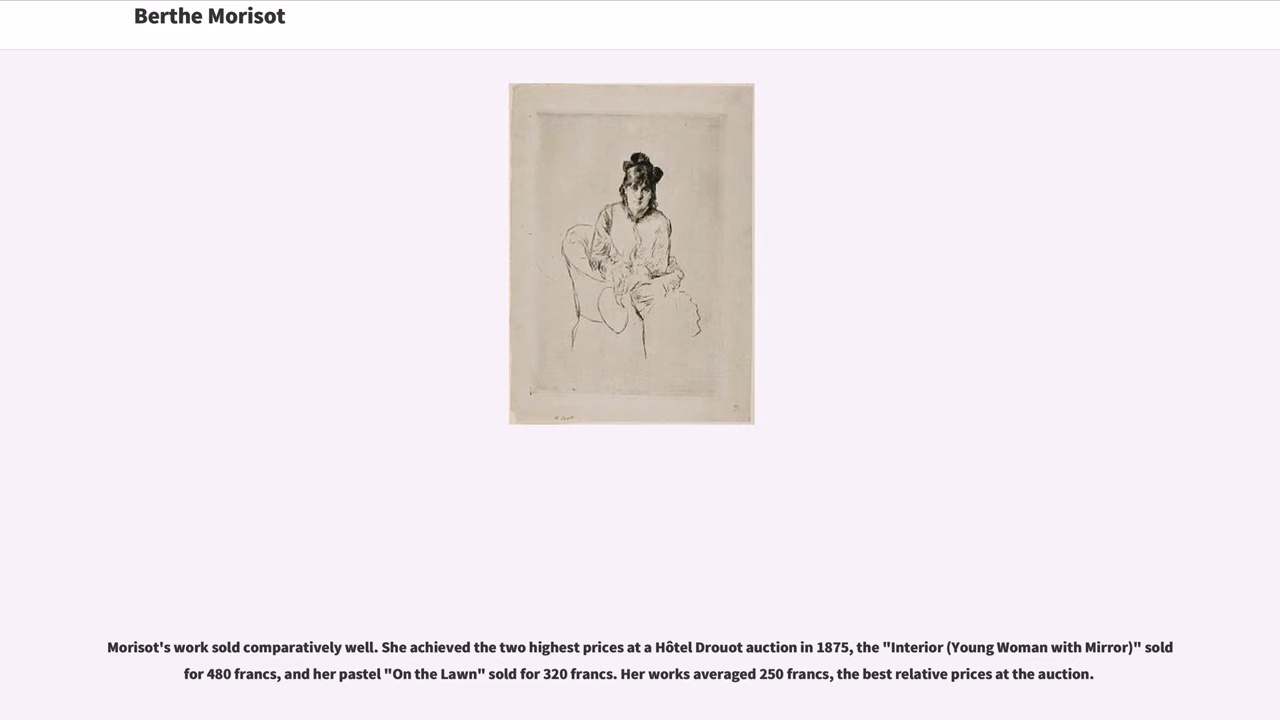 Berthe Morisot
Morisot's work sold comparatively well. She achieved the two highest prices at a Hôtel Drouot auction in 1875, the "Interior (Young Woman with Mirror)" sold
for 480 francs, and her pastel "On the Lawn" sold for 320 francs. Her works averaged 250 francs, the best relative prices at the auction.